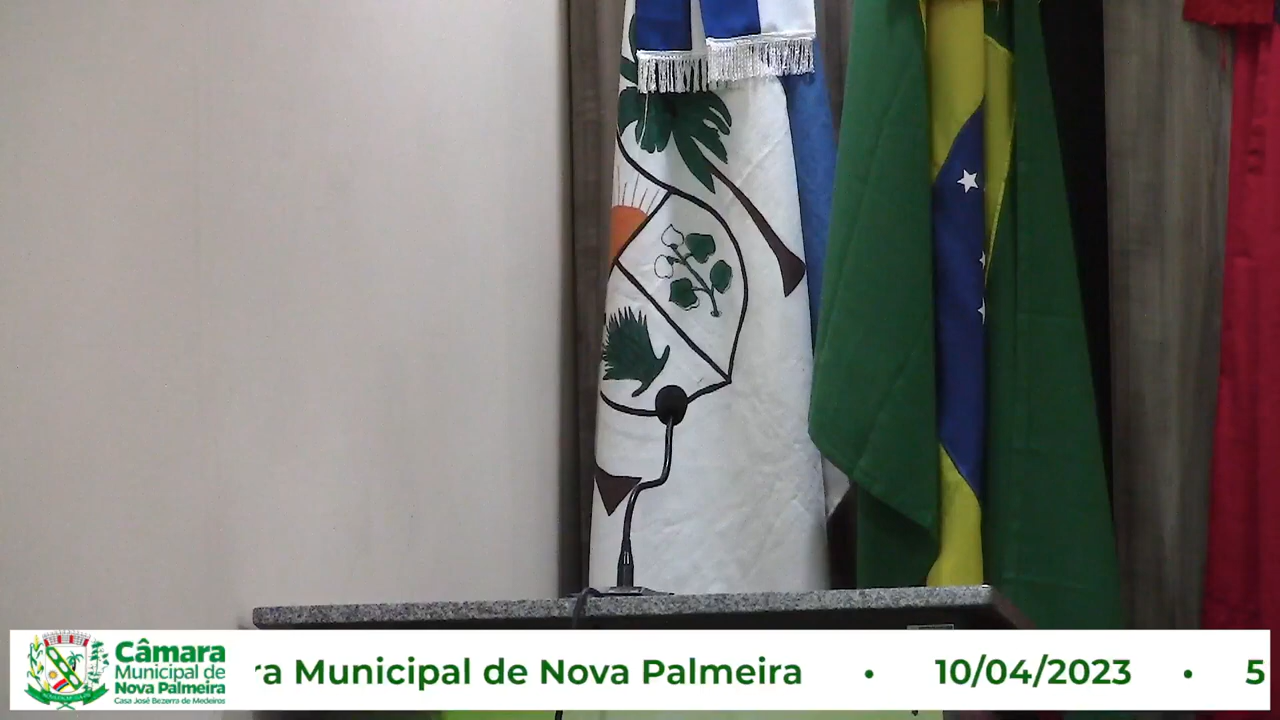 Câmara
Municipal de
Nova Palmeira
Casa José Bezerra de Medeiros
ra Municipal de Nova Palmeira • 10/04/2023 • 5